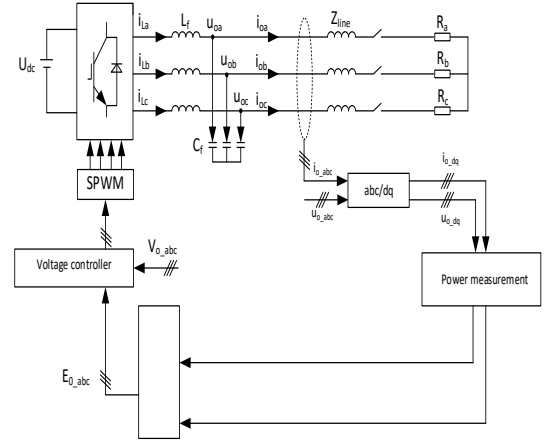 U_dc
i_La
L_f
u_oa
i_oa
Z_line
R_a
i_Lb
u_ob
i_ob
R_b
i_Lc
u_oc
i_oc
R_c
C_f
SPWM
i_o_abc
u_o_abc
abc/dq
i_o_dq
u_o_dq
Voltage controller
V_o_abc
Power measurement
E_0_abc